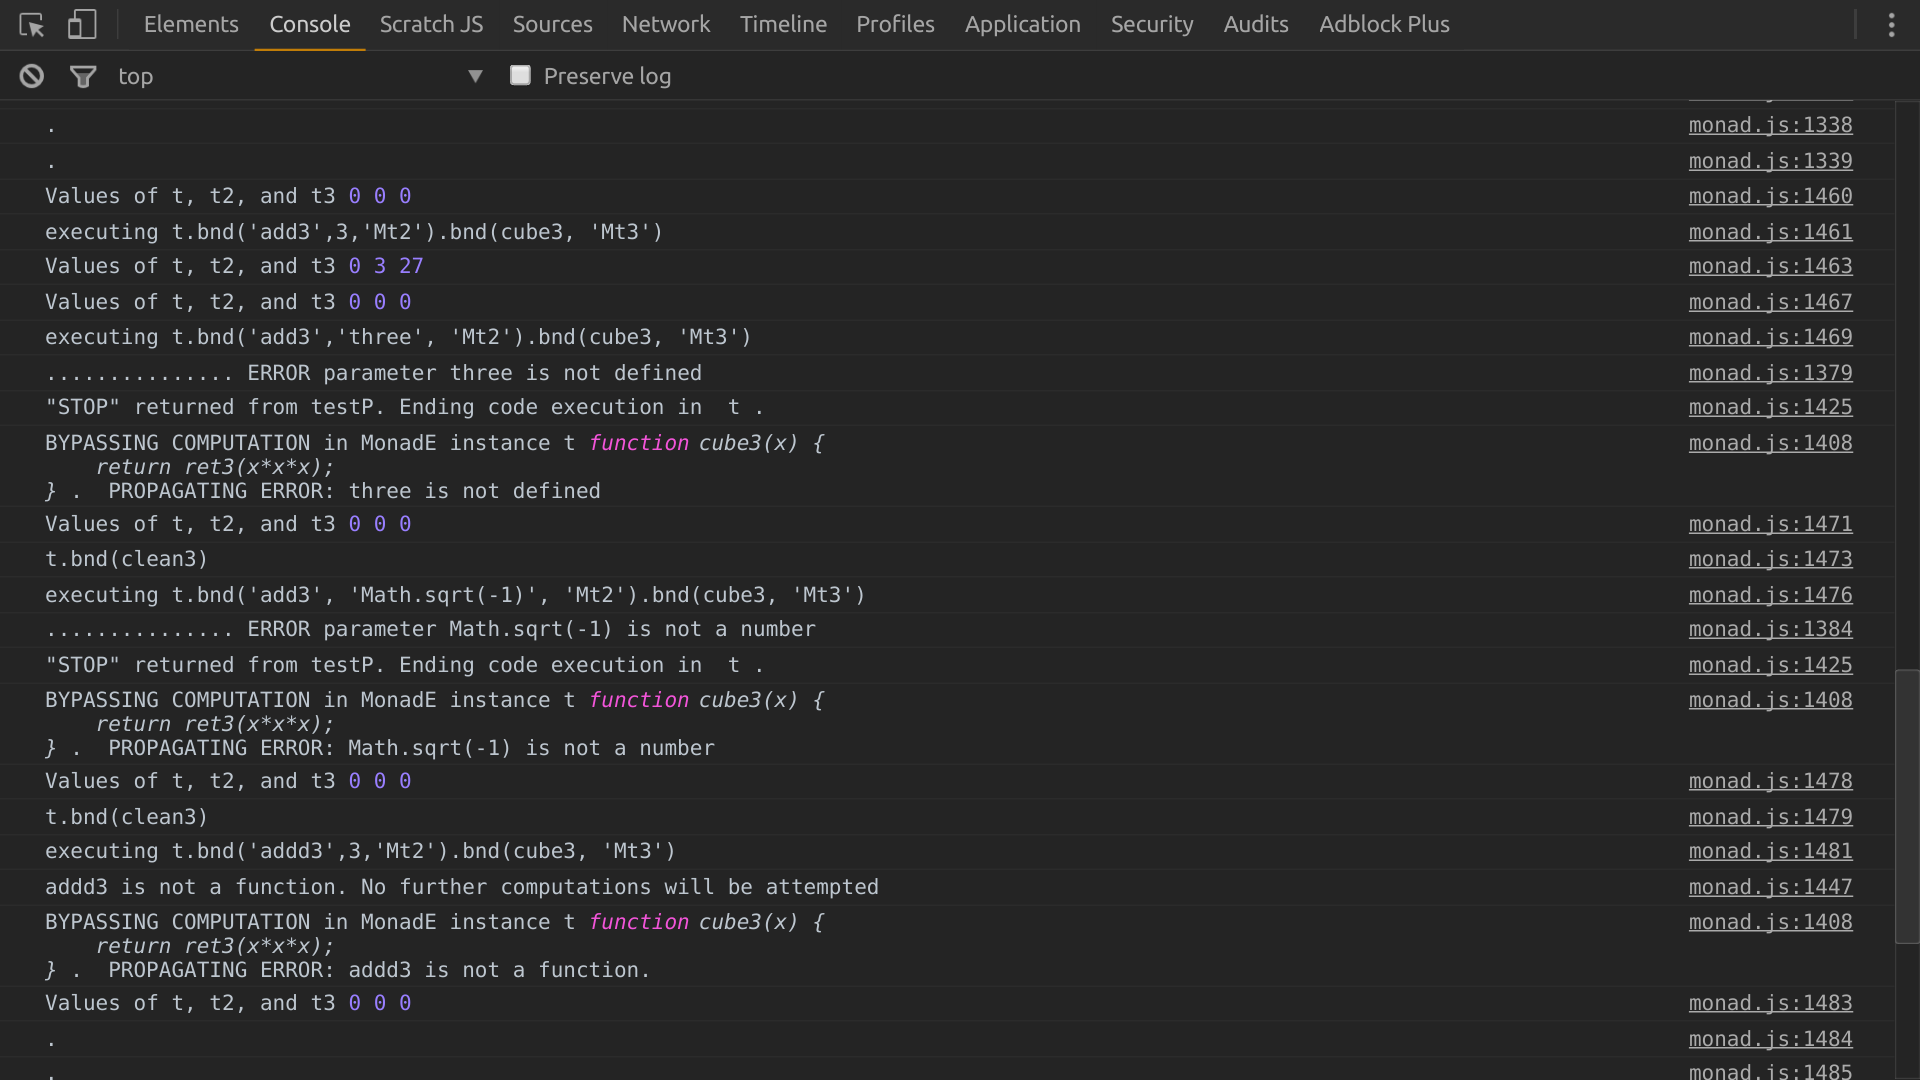 Elements Console Scratch JS Sources Network Timeline Profiles Application Security Audits Adblock Plus
top ▼ Preserve log
. monad.js:1338
. monad.js:1339
Values of t, t2, and t3 0 0 0 monad.js:1460
executing t.bnd('add3',3,'Mt2').bnd(cube3, 'Mt3') monad.js:1461
Values of t, t2, and t3 0 3 27 monad.js:1463
Values of t, t2, and t3 0 0 0 monad.js:1467
executing t.bnd('add3','three', 'Mt2').bnd(cube3, 'Mt3') monad.js:1469
............... ERROR parameter three is not defined monad.js:1379
"STOP" returned from testP. Ending code execution in  t . monad.js:1425
BYPASSING COMPUTATION in MonadE instance t function cube3(x) { monad.js:1408
    return ret3(x*x*x);
} .  PROPAGATING ERROR: three is not defined
Values of t, t2, and t3 0 0 0 monad.js:1471
t.bnd(clean3) monad.js:1473
executing t.bnd('add3', 'Math.sqrt(-1)', 'Mt2').bnd(cube3, 'Mt3') monad.js:1476
............... ERROR parameter Math.sqrt(-1) is not a number monad.js:1384
"STOP" returned from testP. Ending code execution in  t . monad.js:1425
BYPASSING COMPUTATION in MonadE instance t function cube3(x) { monad.js:1408
    return ret3(x*x*x);
} .  PROPAGATING ERROR: Math.sqrt(-1) is not a number
Values of t, t2, and t3 0 0 0 monad.js:1478
t.bnd(clean3) monad.js:1479
executing t.bnd('addd3',3,'Mt2').bnd(cube3, 'Mt3') monad.js:1481
addd3 is not a function. No further computations will be attempted monad.js:1447
BYPASSING COMPUTATION in MonadE instance t function cube3(x) { monad.js:1408
    return ret3(x*x*x);
} .  PROPAGATING ERROR: addd3 is not a function.
Values of t, t2, and t3 0 0 0 monad.js:1483
. monad.js:1484
. monad.js:1485